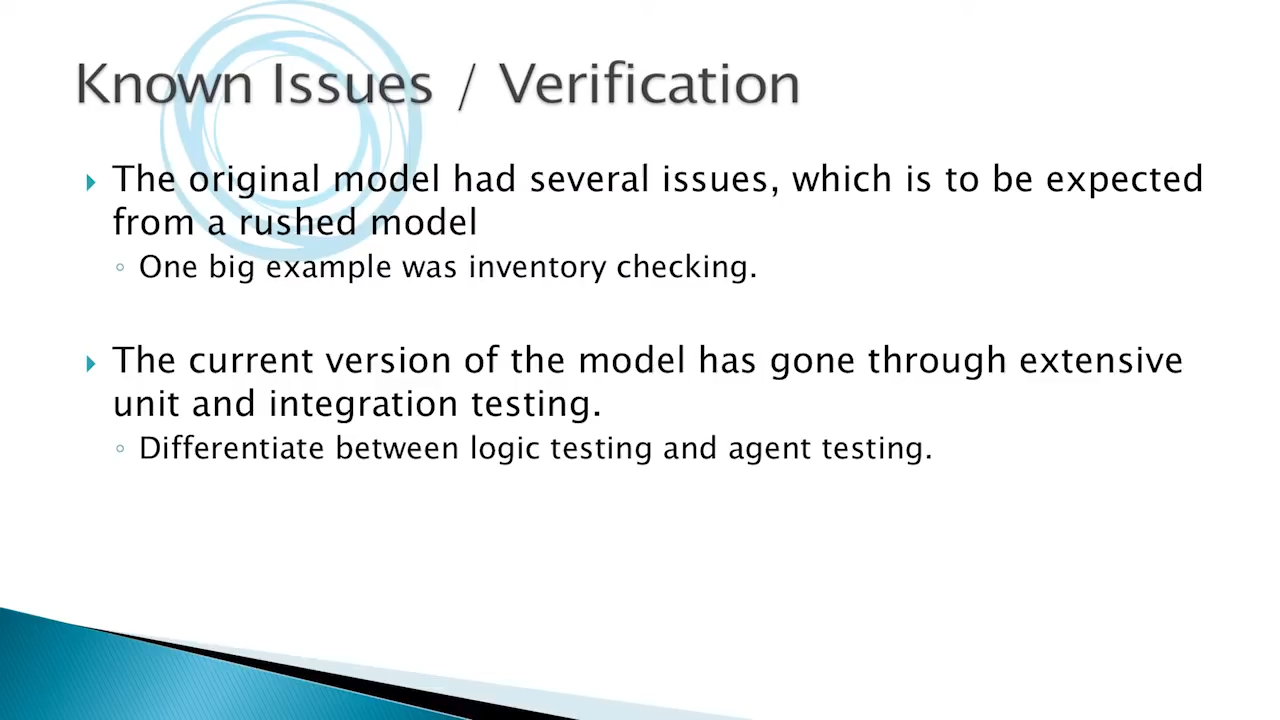 Known Issues / Verification
The original model had several issues, which is to be expected
from a rushed model
One big example was inventory checking.
The current version of the model has gone through extensive
unit and integration testing.
Differentiate between logic testing and agent testing.